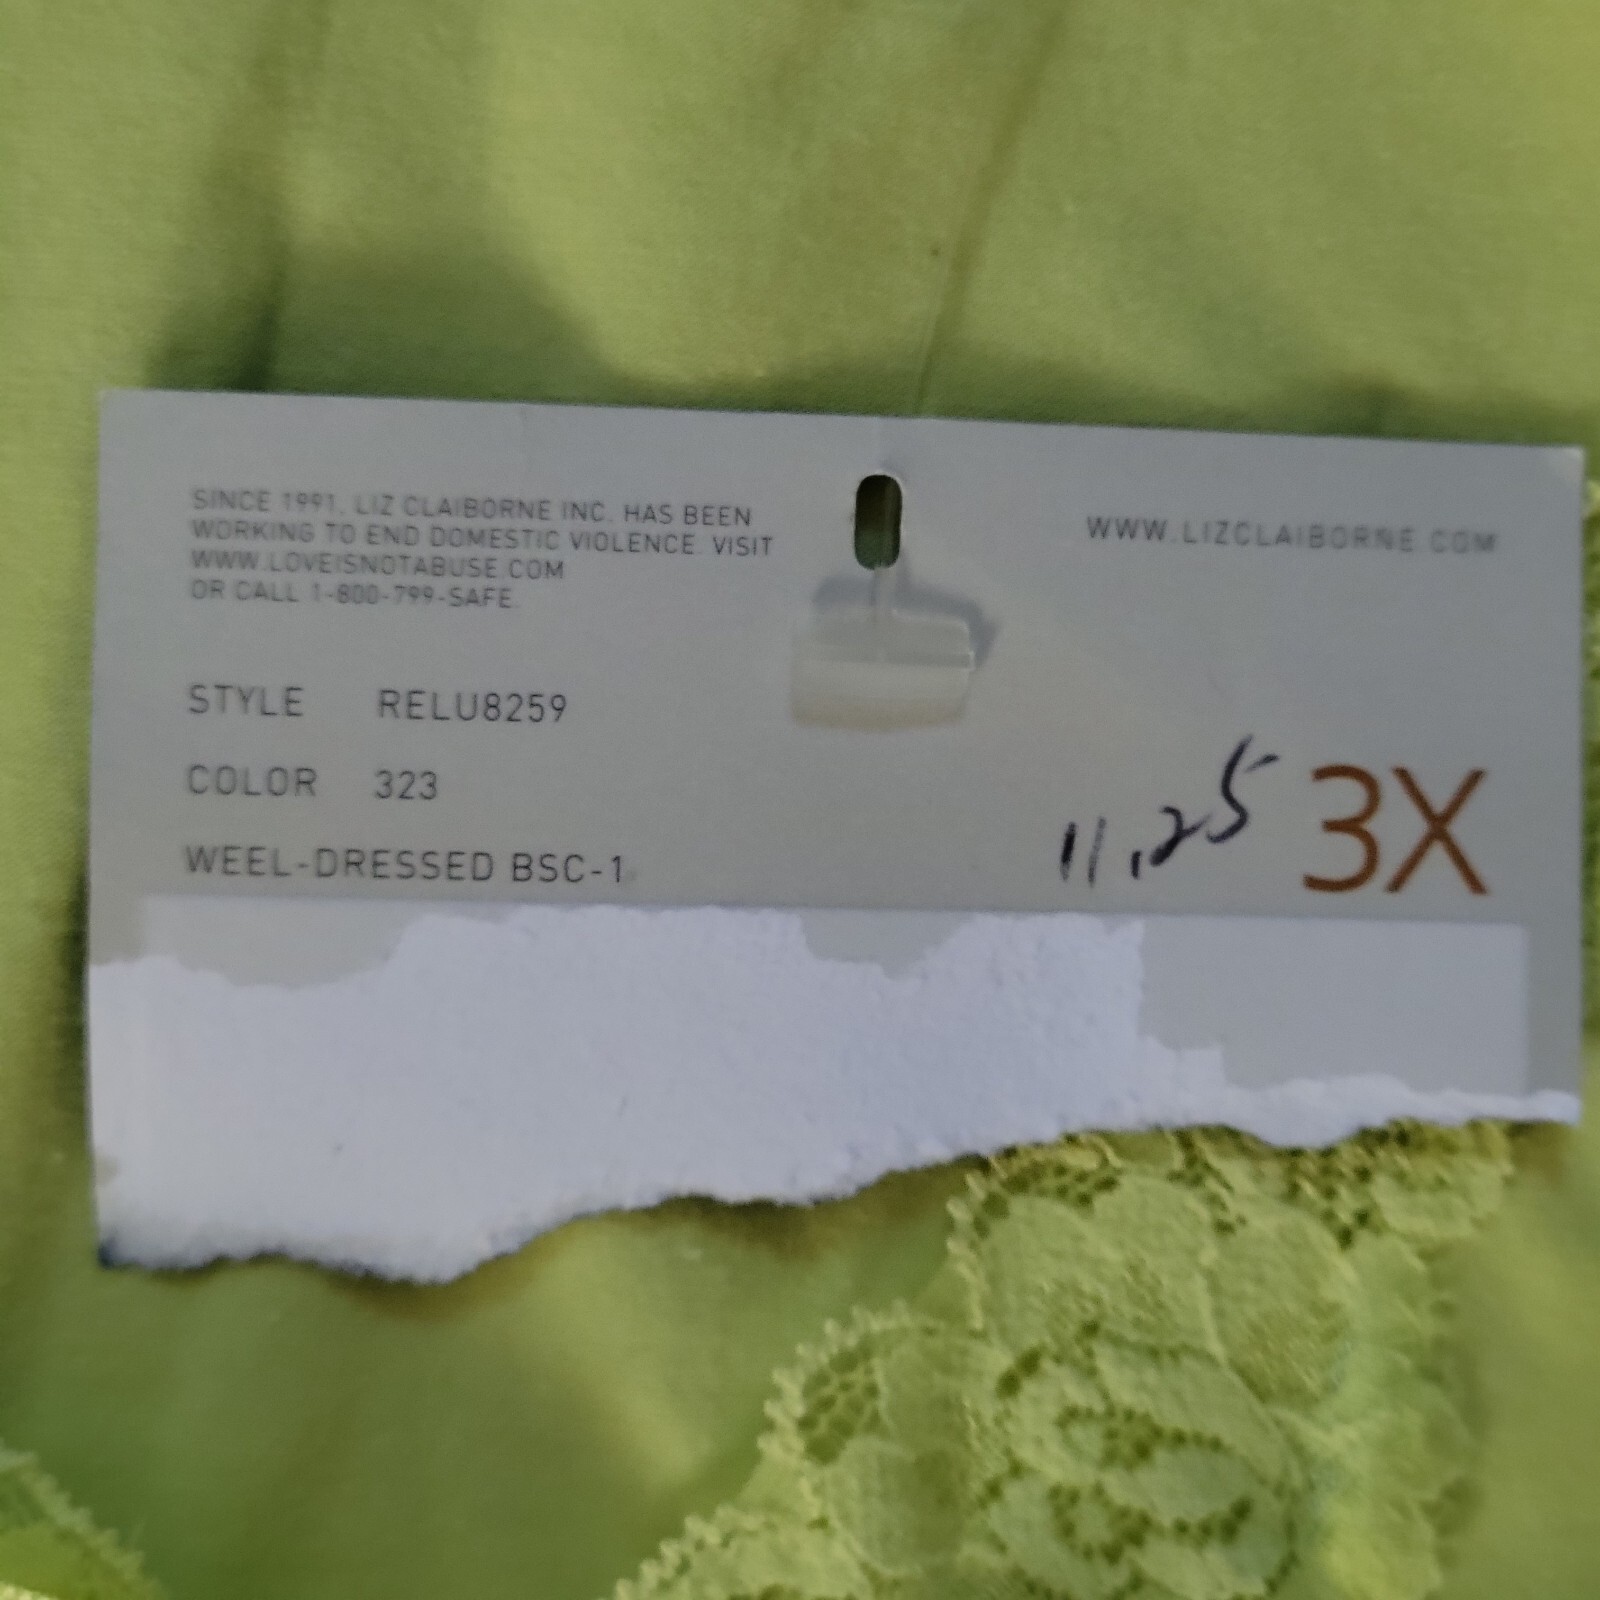 SINCE 1991, LIZ CLAIBORNE INC. HAS BEEN
WORKING TO END DOMESTIC VIOLENCE. VISIT
WWW.LOVEISNOTABUSE.COM
OR CALL 1-800-799-SAFE.
WWW.LIZCLAIBORNE.COM
STYLE RELU8259
COLOR 323
WEEL-DRESSED BSC-1
11.25
3X